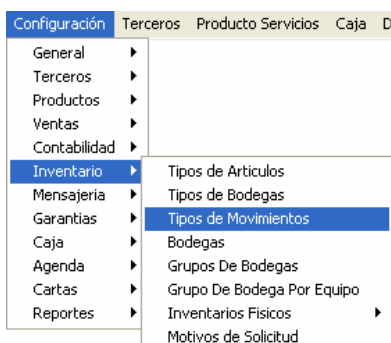 Configuración Terceros Producto Servicios Caja D
General
Terceros
Productos
Ventas
Contabilidad
Inventario
Mensajeria
Garantias
Caja
Agenda
Cartas
Reportes
Tipos de Articulos
Tipos de Bodegas
Tipos de Movimientos
Bodegas
Grupos De Bodegas
Grupo De Bodega Por Equipo
Inventarios Fisicos
Motivos de Solicitud